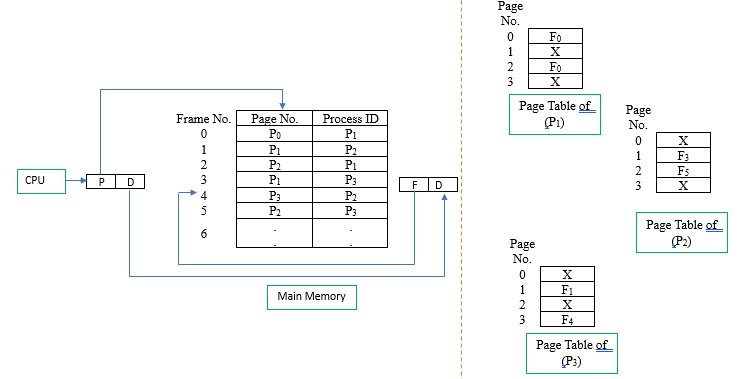 Page
No.
0 F0
1 X
2 F0
3 X
Page Table of
(P1)
Page
No.
0 X
1 F3
2 F5
3 X
Page Table of
(P2)
Page
No.
0 X
1 F1
2 X
3 F4
Page Table of
(P3)
Frame No. Page No. Process ID
0 P0 P1
1 P1 P2
2 P2 P1
3 P1 P3
4 P3 P2
5 P2 P3
6 . .
. .
CPU
P D
F D
Main Memory